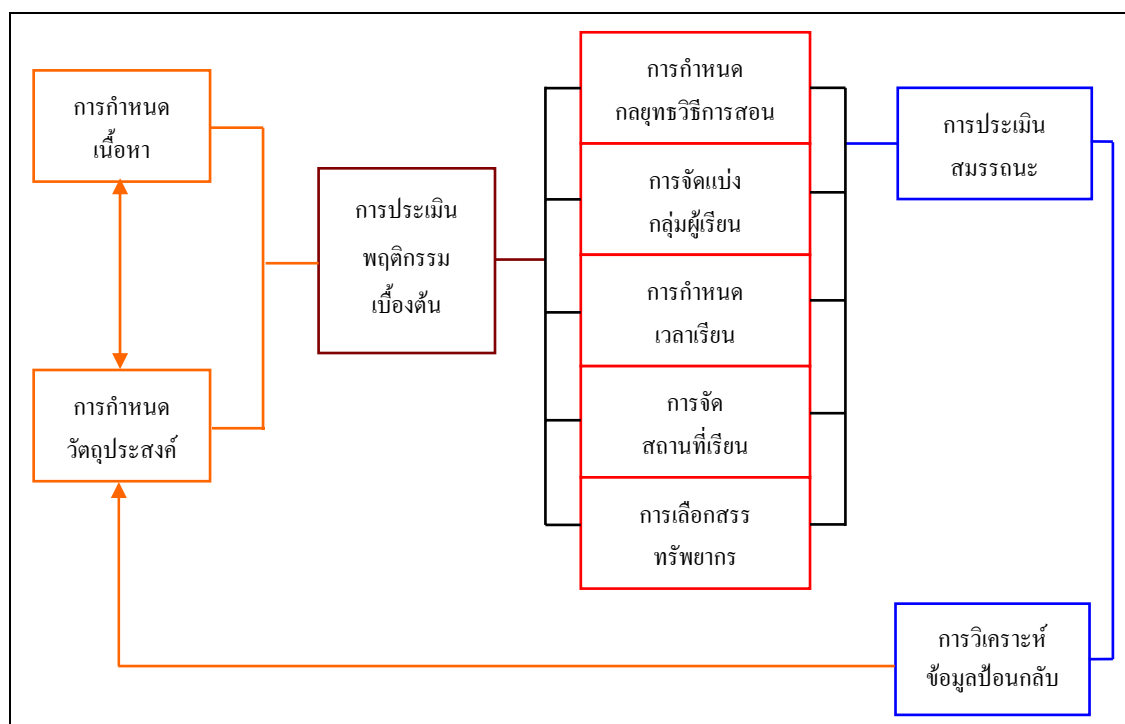 การกำหนด
เนื้อหา
การกำหนด
วัตถุประสงค์
การประเมิน
พฤติกรรม
เบื้องต้น
การกำหนด
กลยุทธวิธีการสอน
การจัดแบ่ง
กลุ่มผู้เรียน
การกำหนด
เวลาเรียน
การจัด
สถานที่เรียน
การเลือกสรร
ทรัพยากร
การประเมิน
สมรรถนะ
การวิเคราะห์
ข้อมูลป้อนกลับ